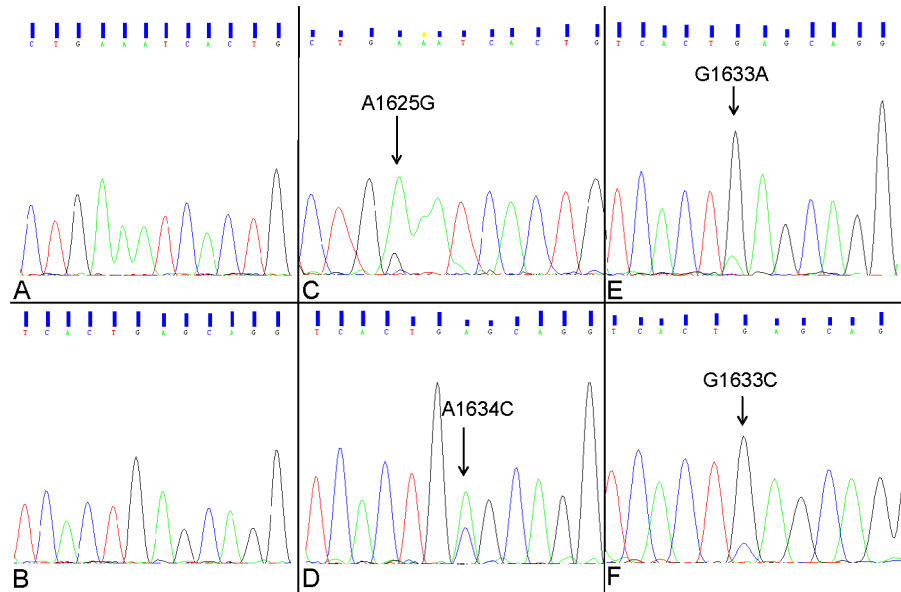 C T G A A A T C A C T G
A
C T G A A A T C A C T G
A1625G
C
T C A C T G A G C A G G
G1633A
E
T C A C T G A G C A G G
B
T C A C T G A G C A G G
A1634C
D
T C A C T G A G C A G
G1633C
F